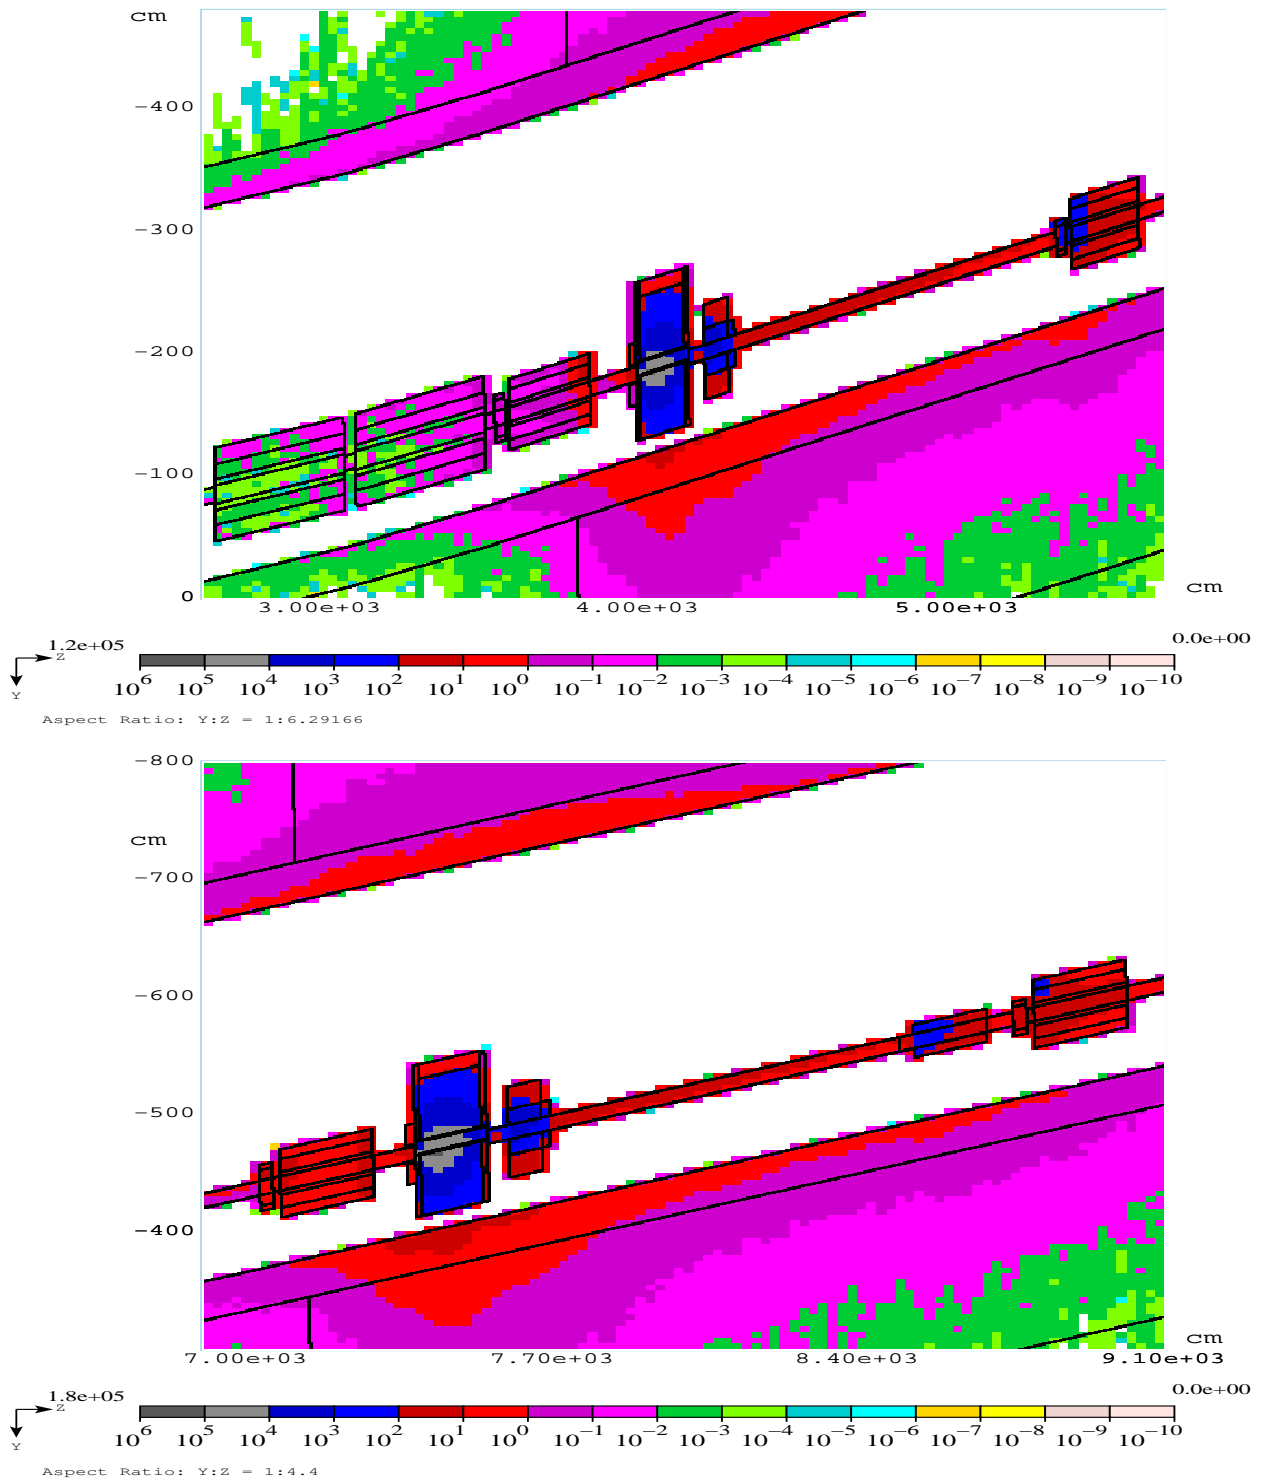 cm
-400
-300
-200
-100
0
3.00e+03 4.00e+03 5.00e+03
cm
1.2e+05 0.0e+00
Z
Y
10^6 10^5 10^4 10^3 10^2 10^1 10^0 10^-1 10^-2 10^-3 10^-4 10^-5 10^-6 10^-7 10^-8 10^-9 10^-10
Aspect Ratio: Y:Z = 1:6.29166
-800
cm
-700
-600
-500
-400
cm
7.00e+03 7.70e+03 8.40e+03 9.10e+03
1.8e+05 0.0e+00
Z
Y
10^6 10^5 10^4 10^3 10^2 10^1 10^0 10^-1 10^-2 10^-3 10^-4 10^-5 10^-6 10^-7 10^-8 10^-9 10^-10
Aspect Ratio: Y:Z = 1:4.4